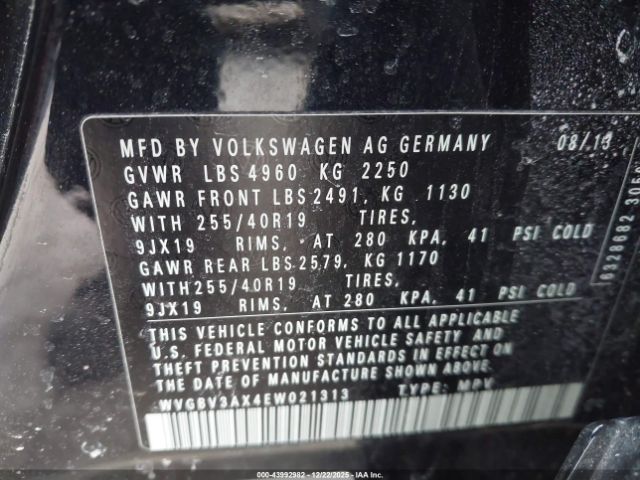 MFD BY VOLKSWAGEN AG GERMANY 08/13
GVWR LBS 4960 KG 2250
GAWR FRONT LBS 2491, KG 1130
WITH 255/40R19 TIRES,
9JX19 RIMS, AT 280 KPA, 41 PSI COLD
GAWR REAR LBS 2579, KG 1170
WITH 255/40R19 TIRES,
9JX19 RIMS, AT 280 KPA, 41 PSI COLD
THIS VEHICLE CONFORMS TO ALL APPLICABLE
U.S. FEDERAL MOTOR VEHICLE SAFETY AND
THEFT PREVENTION STANDARDS IN EFFECT ON
THE DATE OF MANUFACTURE SHOWN ABOVE.
WVGBV3AX4EW021313 TYPE: MPV
000-43992982 - 12/22/2025 - IAAI.COM